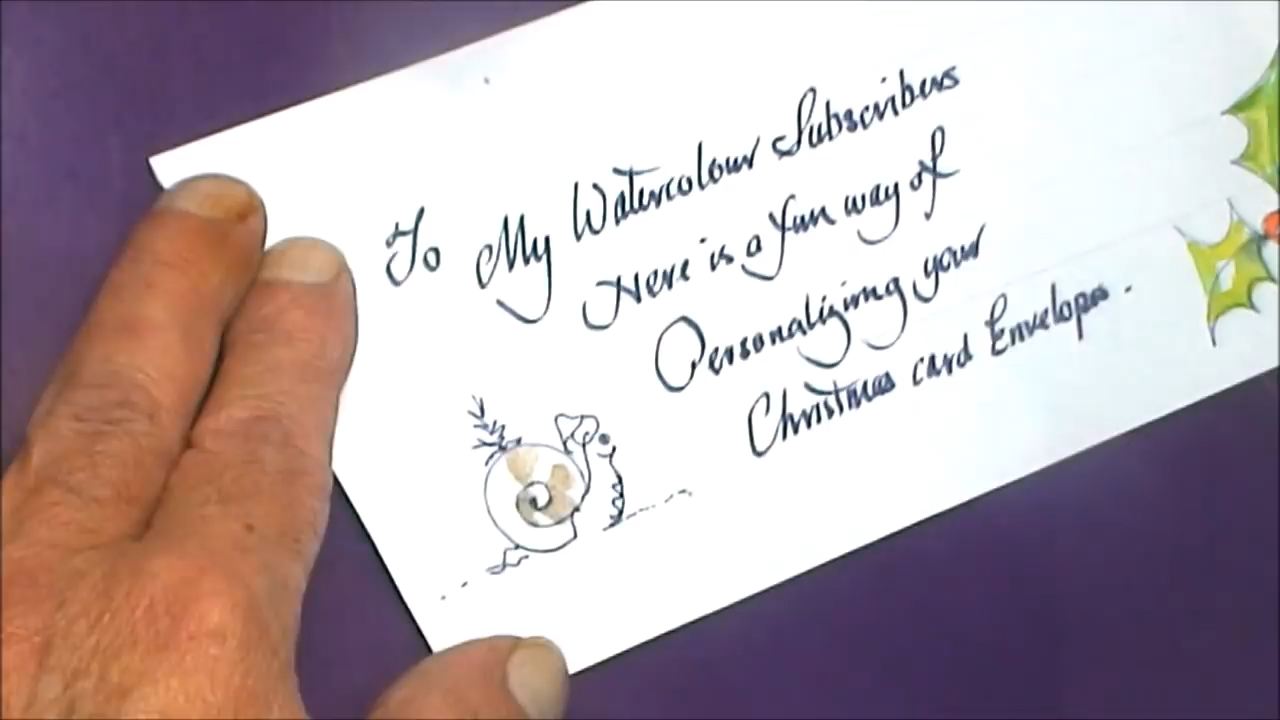 To My Watercolour Subscribers
Here is a fun way of
Personalizing your
Christmas card Envelopes.